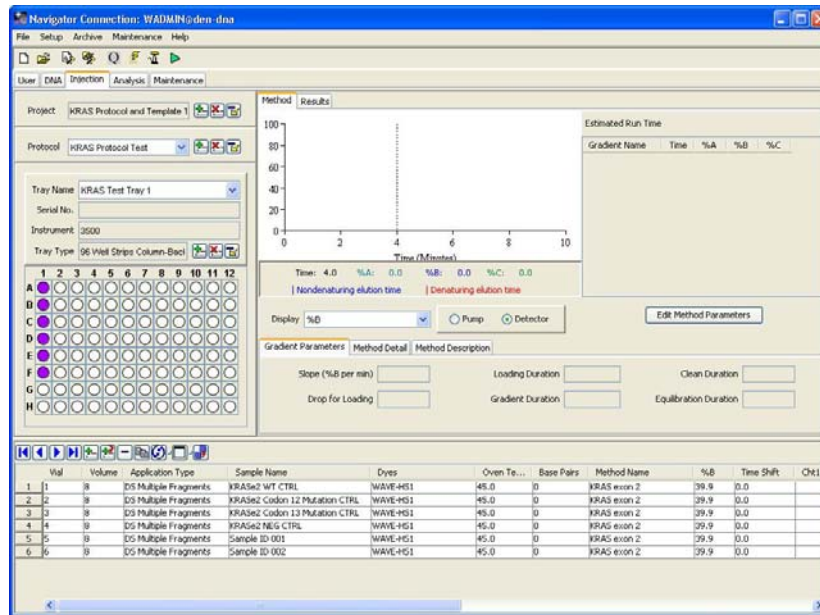 Navigator Connection: WADMIN@den-dna
File Setup Archive Maintenance Help
User DNA Injection Analysis Maintenance
Project KRAS Protocol and Template 1
Protocol KRAS Protocol Test
Tray Name KRAS Test Tray 1
Serial No.
Instrument 3500
Tray Type 96 Well Strips Column-Bacl
1 2 3 4 5 6 7 8 9 10 11 12
A
B
C
D
E
F
G
H
Method Results
100
80
60
40
20
0
0 2 4 6 8 10
Time (Minutes)
Time: 4.0 %A: 0.0 %B: 0.0 %C: 0.0
| Nondenaturing elution time | Denaturing elution time
Display %B Pump Detector
Estimated Run Time
Gradient Name Time %A %B %C
Edit Method Parameters
Gradient Parameters Method Detail Method Description
Slope (%B per min) Loading Duration Clean Duration
Drop for Loading Gradient Duration Equilibration Duration
Vial Volume Application Type Sample Name Dyes Oven Te... Base Pairs Method Name %B Time Shift Cht1
1 1 8 DS Multiple Fragments KRASe2 WT CTRL WAVE-HS1 45.0 0 KRAS exon 2 39.9 0.0
2 2 8 DS Multiple Fragments KRASe2 Codon 12 Mutation CTRL WAVE-HS1 45.0 0 KRAS exon 2 39.9 0.0
3 3 8 DS Multiple Fragments KRASe2 Codon 13 Mutation CTRL WAVE-HS1 45.0 0 KRAS exon 2 39.9 0.0
4 4 8 DS Multiple Fragments KRASe2 NEG CTRL WAVE-HS1 45.0 0 KRAS exon 2 39.9 0.0
5 5 8 DS Multiple Fragments Sample ID 001 WAVE-HS1 45.0 0 KRAS exon 2 39.9 0.0
6 6 8 DS Multiple Fragments Sample ID 002 WAVE-HS1 45.0 0 KRAS exon 2 39.9 0.0